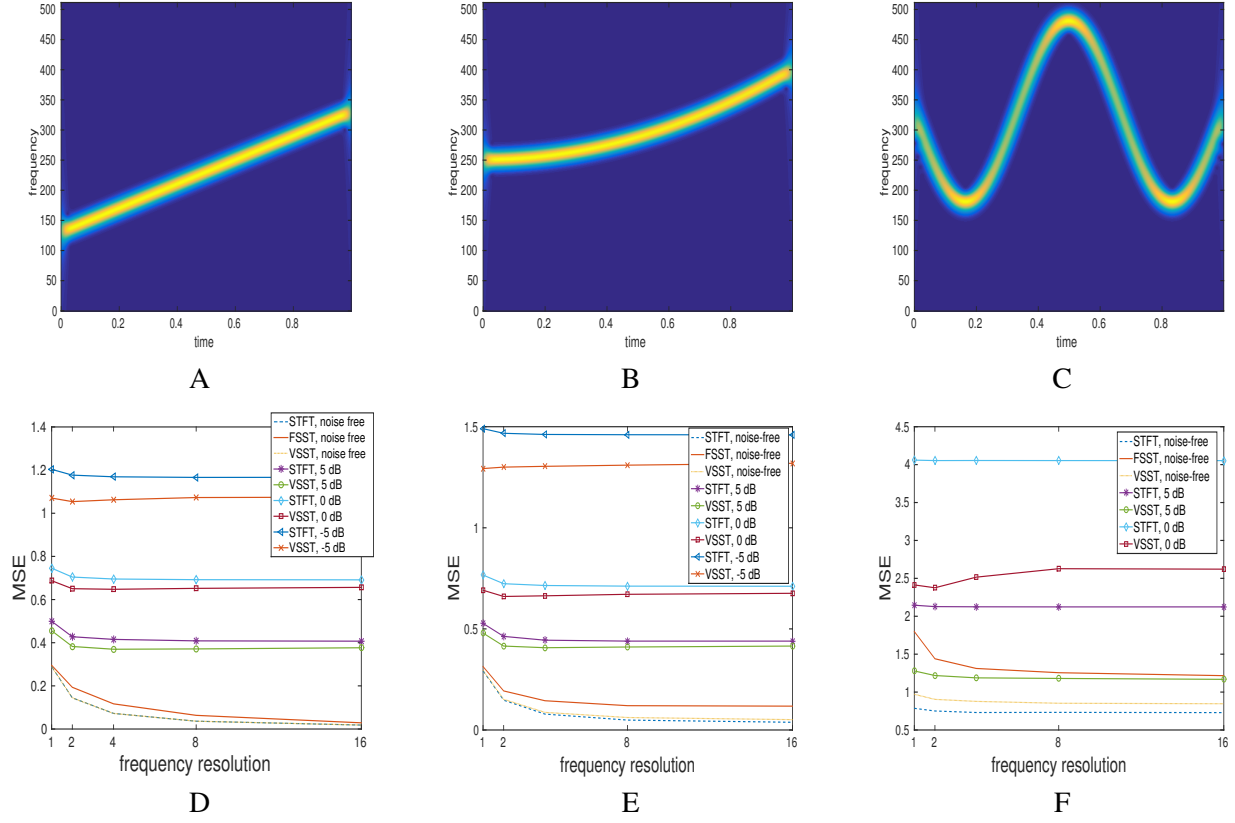 500
450
400
350
300
250
200
150
100
50
0
frequency
0
0.2
0.4
0.6
0.8
time
A
500
450
400
350
300
250
200
150
100
50
0
frequency
0
0.2
0.4
0.6
0.8
time
B
500
450
400
350
300
250
200
150
100
50
0
frequency
0
0.2
0.4
0.6
0.8
time
C
1.4
1.2
1
0.8
0.6
0.4
0.2
0
MSE
STFT, noise free
FSST, noise free
VSST, noise free
STFT, 5 dB
VSST, 5 dB
STFT, 0 dB
VSST, 0 dB
STFT, -5 dB
VSST, -5 dB
1
2
4
8
16
frequency resolution
D
1.5
1
0.5
0
MSE
STFT, noise-free
FSST, noise-free
VSST, noise-free
STFT, 5 dB
VSST, 5 dB
STFT, 0 dB
VSST, 0 dB
STFT, -5 dB
VSST, -5 dB
1
2
8
16
frequency resolution
E
4.5
4
3.5
3
2.5
2
1.5
1
0.5
MSE
STFT, noise-free
FSST, noise-free
VSST, noise-free
STFT, 5 dB
VSST, 5 dB
STFT, 0 dB
VSST, 0 dB
1
2
8
16
frequency resolution
F